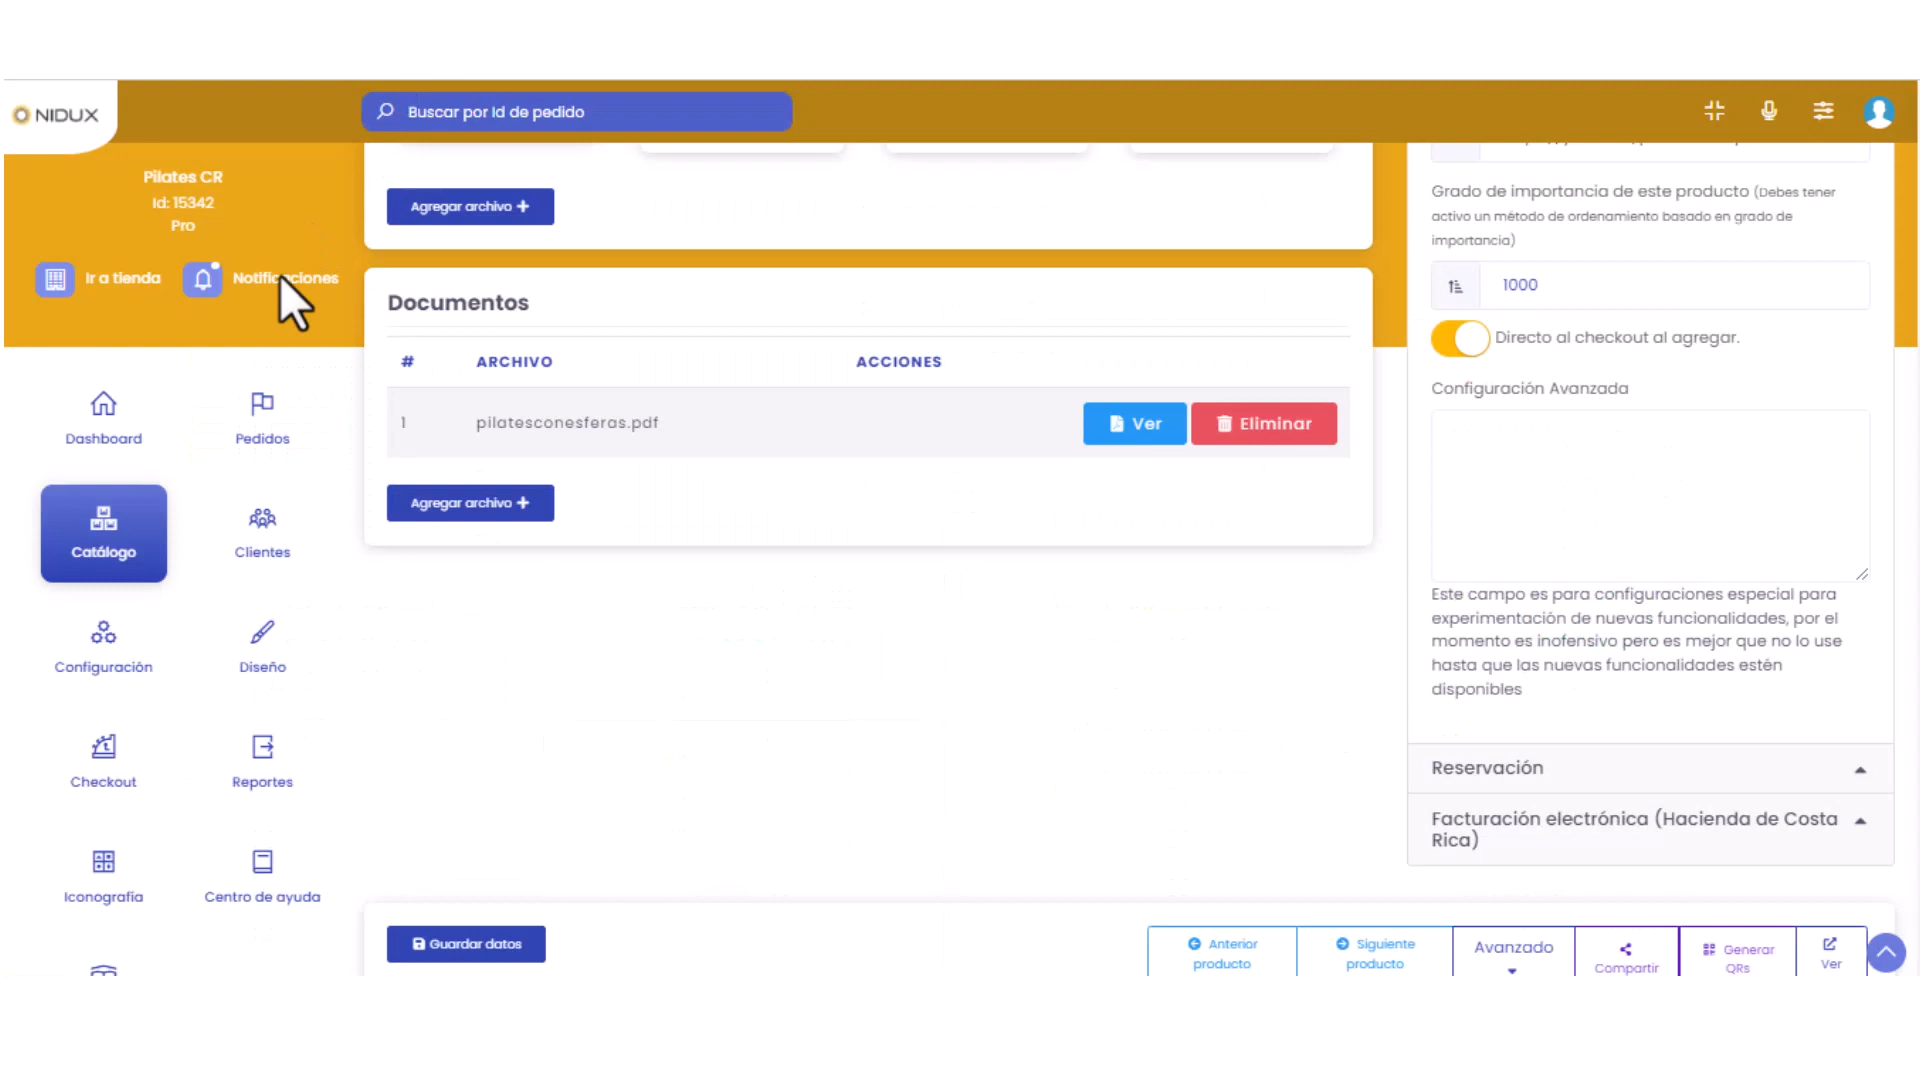 NIDUX
Buscar por Id de pedido
Pilates CR
Id: 15342
Pro
Ir a tienda
Notificaciones
Dashboard
Pedidos
Catálogo
Clientes
Configuración
Diseño
Checkout
Reportes
Iconografía
Centro de ayuda
Agregar archivo +
Documentos
# ARCHIVO ACCIONES
1 pilatesconesferas.pdf Ver Eliminar
Agregar archivo +
Grado de importancia de este producto (Debes tener
activo un método de ordenamiento basado en grado de
importancia)
1000
Directo al checkout al agregar.
Configuración Avanzada
Este campo es para configuraciones especial para
experimentación de nuevas funcionalidades, por el
momento es inofensivo pero es mejor que no lo use
hasta que las nuevas funcionalidades estén
disponibles
Reservación
Facturación electrónica (Hacienda de Costa
Rica)
Guardar datos
Anterior
producto
Siguiente
producto
Avanzado
Compartir
Generar
QRs
Ver